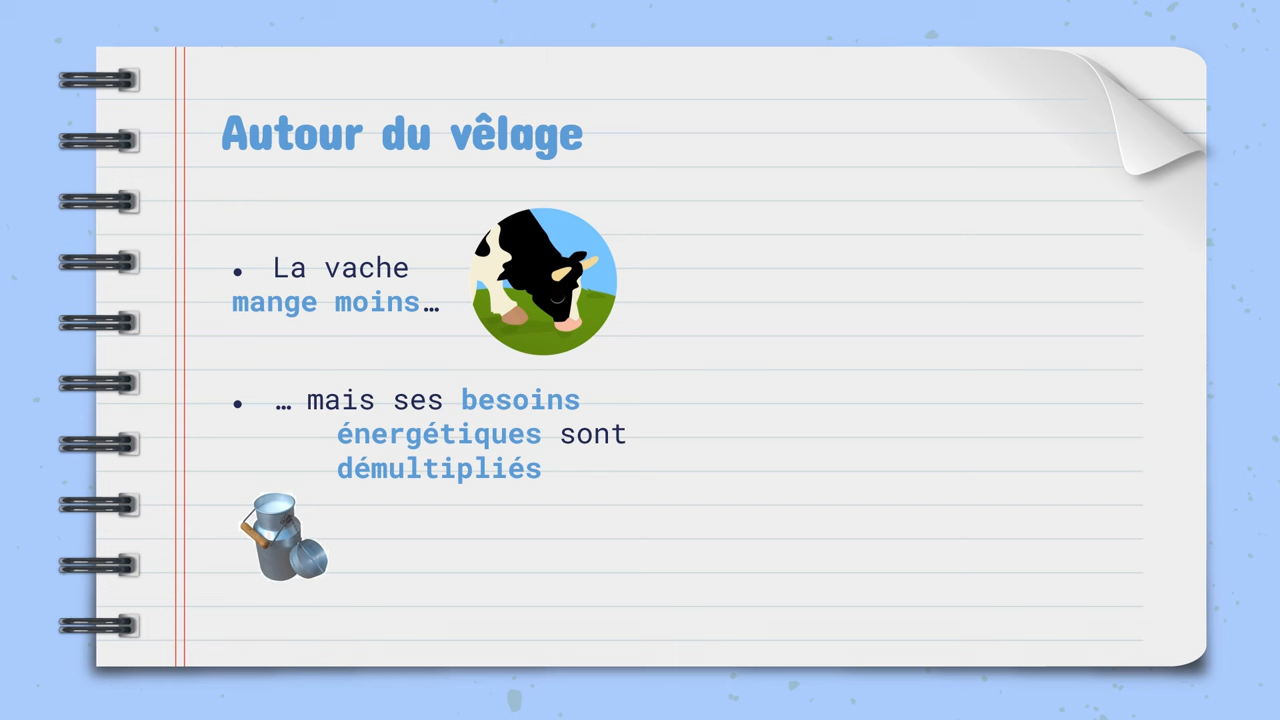 Autour du vêlage
• La vache
mange moins…
• … mais ses besoins
énergétiques sont
démultipliés